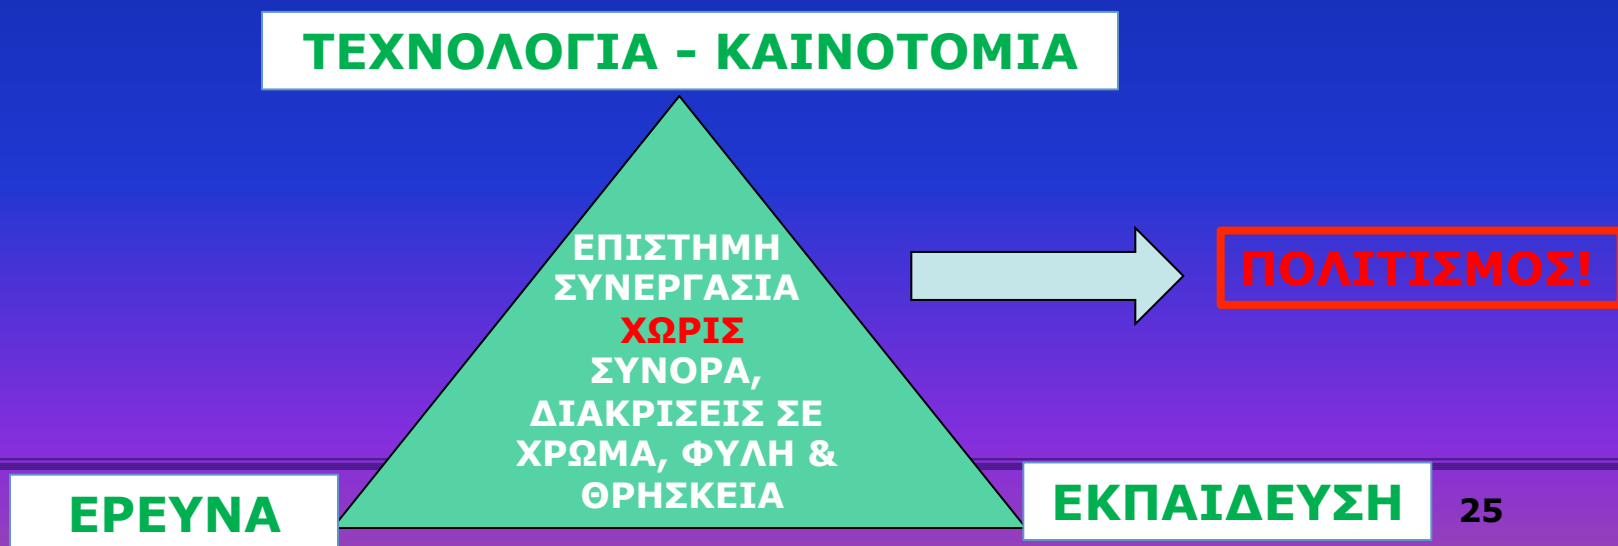 ΤΕΧΝΟΛΟΓΙΑ - ΚΑΙΝΟΤΟΜΙΑ
ΕΠΙΣΤΗΜΗ
ΣΥΝΕΡΓΑΣΙΑ
ΧΩΡΙΣ
ΣΥΝΟΡΑ,
ΔΙΑΚΡΙΣΕΙΣ ΣΕ
ΧΡΩΜΑ, ΦΥΛΗ &
ΘΡΗΣΚΕΙΑ
ΠΟΛΙΤΙΣΜΟΣ!
ΕΡΕΥΝΑ
ΕΚΠΑΙΔΕΥΣΗ
25